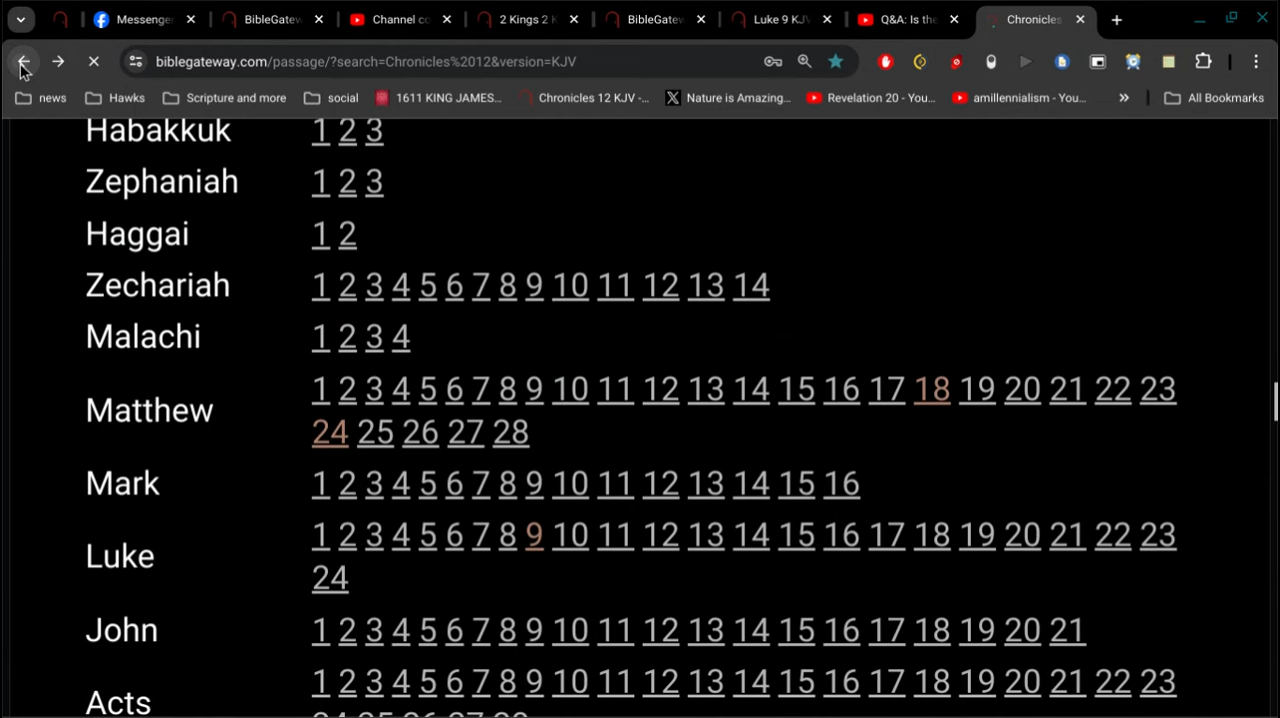 Messenger BibleGatew Channel co 2 Kings 2 K BibleGatew Luke 9 KJV Q&A: Is the Chronicles
biblegateway.com/passage/?search=Chronicles%2012&version=KJV
news Hawks Scripture and more social 1611 KING JAMES... Chronicles 12 KJV -... Nature is Amazing... Revelation 20 - You... amillennialism - You... » All Bookmarks
Habakkuk 1 2 3
Zephaniah 1 2 3
Haggai 1 2
Zechariah 1 2 3 4 5 6 7 8 9 10 11 12 13 14
Malachi 1 2 3 4
Matthew 1 2 3 4 5 6 7 8 9 10 11 12 13 14 15 16 17 18 19 20 21 22 23
24 25 26 27 28
Mark 1 2 3 4 5 6 7 8 9 10 11 12 13 14 15 16
Luke 1 2 3 4 5 6 7 8 9 10 11 12 13 14 15 16 17 18 19 20 21 22 23
24
John 1 2 3 4 5 6 7 8 9 10 11 12 13 14 15 16 17 18 19 20 21
Acts 1 2 3 4 5 6 7 8 9 10 11 12 13 14 15 16 17 18 19 20 21 22 23
24 25 26 27 28